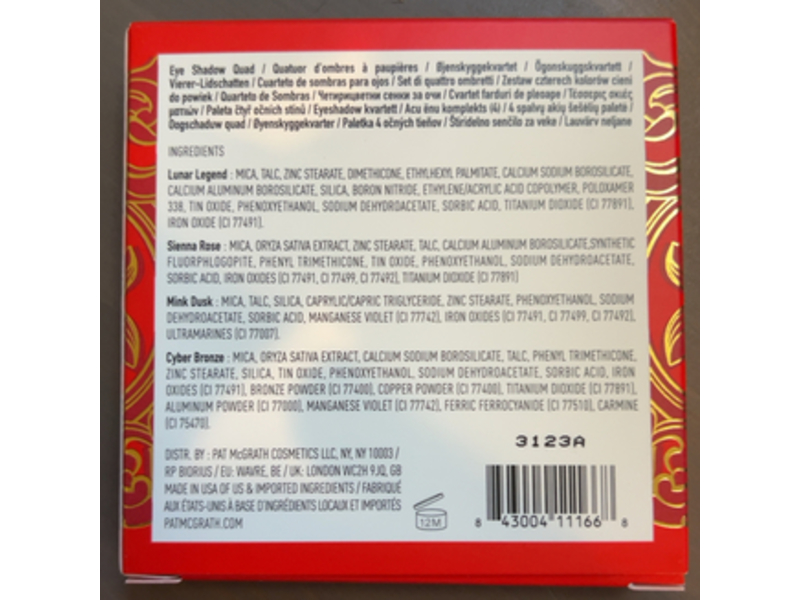 Eye Shadow Quad / Quatuor d'ombres à paupières / Øjenskyggekvartet / Ögonskuggskvartett /
Vierer-Lidschatten / Cuarteto de sombras para ojos / Set di quattro ombretti / Zestaw czterech kolorów cieni
do powiek / Quarteto de Sombras / Четирицветни сенки за очи / Cvartet farduri de pleoape / Τέσσερις σκιές
ματιών / Paleta čtyř očních stínů / Eyeshadow kvartett / Acu ēnu komplekts (4) / 4 spalvų akių šešėlių paletė /
Oogschaduw quad / Øyenskyggekvarter / Paletka 4 očných tieňov / Štiridelno senčilo za veke / Lauvärv neljane
INGREDIENTS
Lunar Legend : MICA, TALC, ZINC STEARATE, DIMETHICONE, ETHYLHEXYL PALMITATE, CALCIUM SODIUM BOROSILICATE,
CALCIUM ALUMINUM BOROSILICATE, SILICA, BORON NITRIDE, ETHYLENE/ACRYLIC ACID COPOLYMER, POLOXAMER
338, TIN OXIDE, PHENOXYETHANOL, SODIUM DEHYDROACETATE, SORBIC ACID, TITANIUM DIOXIDE (CI 77891),
IRON OXIDE (CI 77491).
Sienna Rose : MICA, ORYZA SATIVA EXTRACT, ZINC STEARATE, TALC, CALCIUM ALUMINUM BOROSILICATE,SYNTHETIC
FLUORPHLOGOPITE, PHENYL TRIMETHICONE, TIN OXIDE, PHENOXYETHANOL, SODIUM DEHYDROACETATE,
SORBIC ACID, IRON OXIDES (CI 77491, CI 77499, CI 77492), TITANIUM DIOXIDE (CI 77891)
Mink Dusk : MICA, TALC, SILICA, CAPRYLIC/CAPRIC TRIGLYCERIDE, ZINC STEARATE, PHENOXYETHANOL, SODIUM
DEHYDROACETATE, SORBIC ACID, MANGANESE VIOLET (CI 77742), IRON OXIDES (CI 77491, CI 77499, CI 77492),
ULTRAMARINES (CI 77007).
Cyber Bronze : MICA, ORYZA SATIVA EXTRACT, CALCIUM SODIUM BOROSILICATE, TALC, PHENYL TRIMETHICONE,
ZINC STEARATE, SILICA, TIN OXIDE, PHENOXYETHANOL, SODIUM DEHYDROACETATE, SORBIC ACID, IRON
OXIDES (CI 77491), BRONZE POWDER (CI 77400), COPPER POWDER (CI 77400), TITANIUM DIOXIDE (CI 77891),
ALUMINUM POWDER (CI 77000), MANGANESE VIOLET (CI 77742), FERRIC FERROCYANIDE (CI 77510), CARMINE
(CI 75470).
DISTR. BY : PAT McGRATH COSMETICS LLC, NY, NY 10003 /
RP BIORIUS / EU: WAVRE, BE / UK: LONDON WC2H 9JQ, GB
MADE IN USA OF US & IMPORTED INGREDIENTS / FABRIQUÉ
AUX ÉTATS-UNIS À BASE D'INGRÉDIENTS LOCAUX ET IMPORTÉS
PATMCGRATH.COM
12M
3123A
8 43004 11166 8